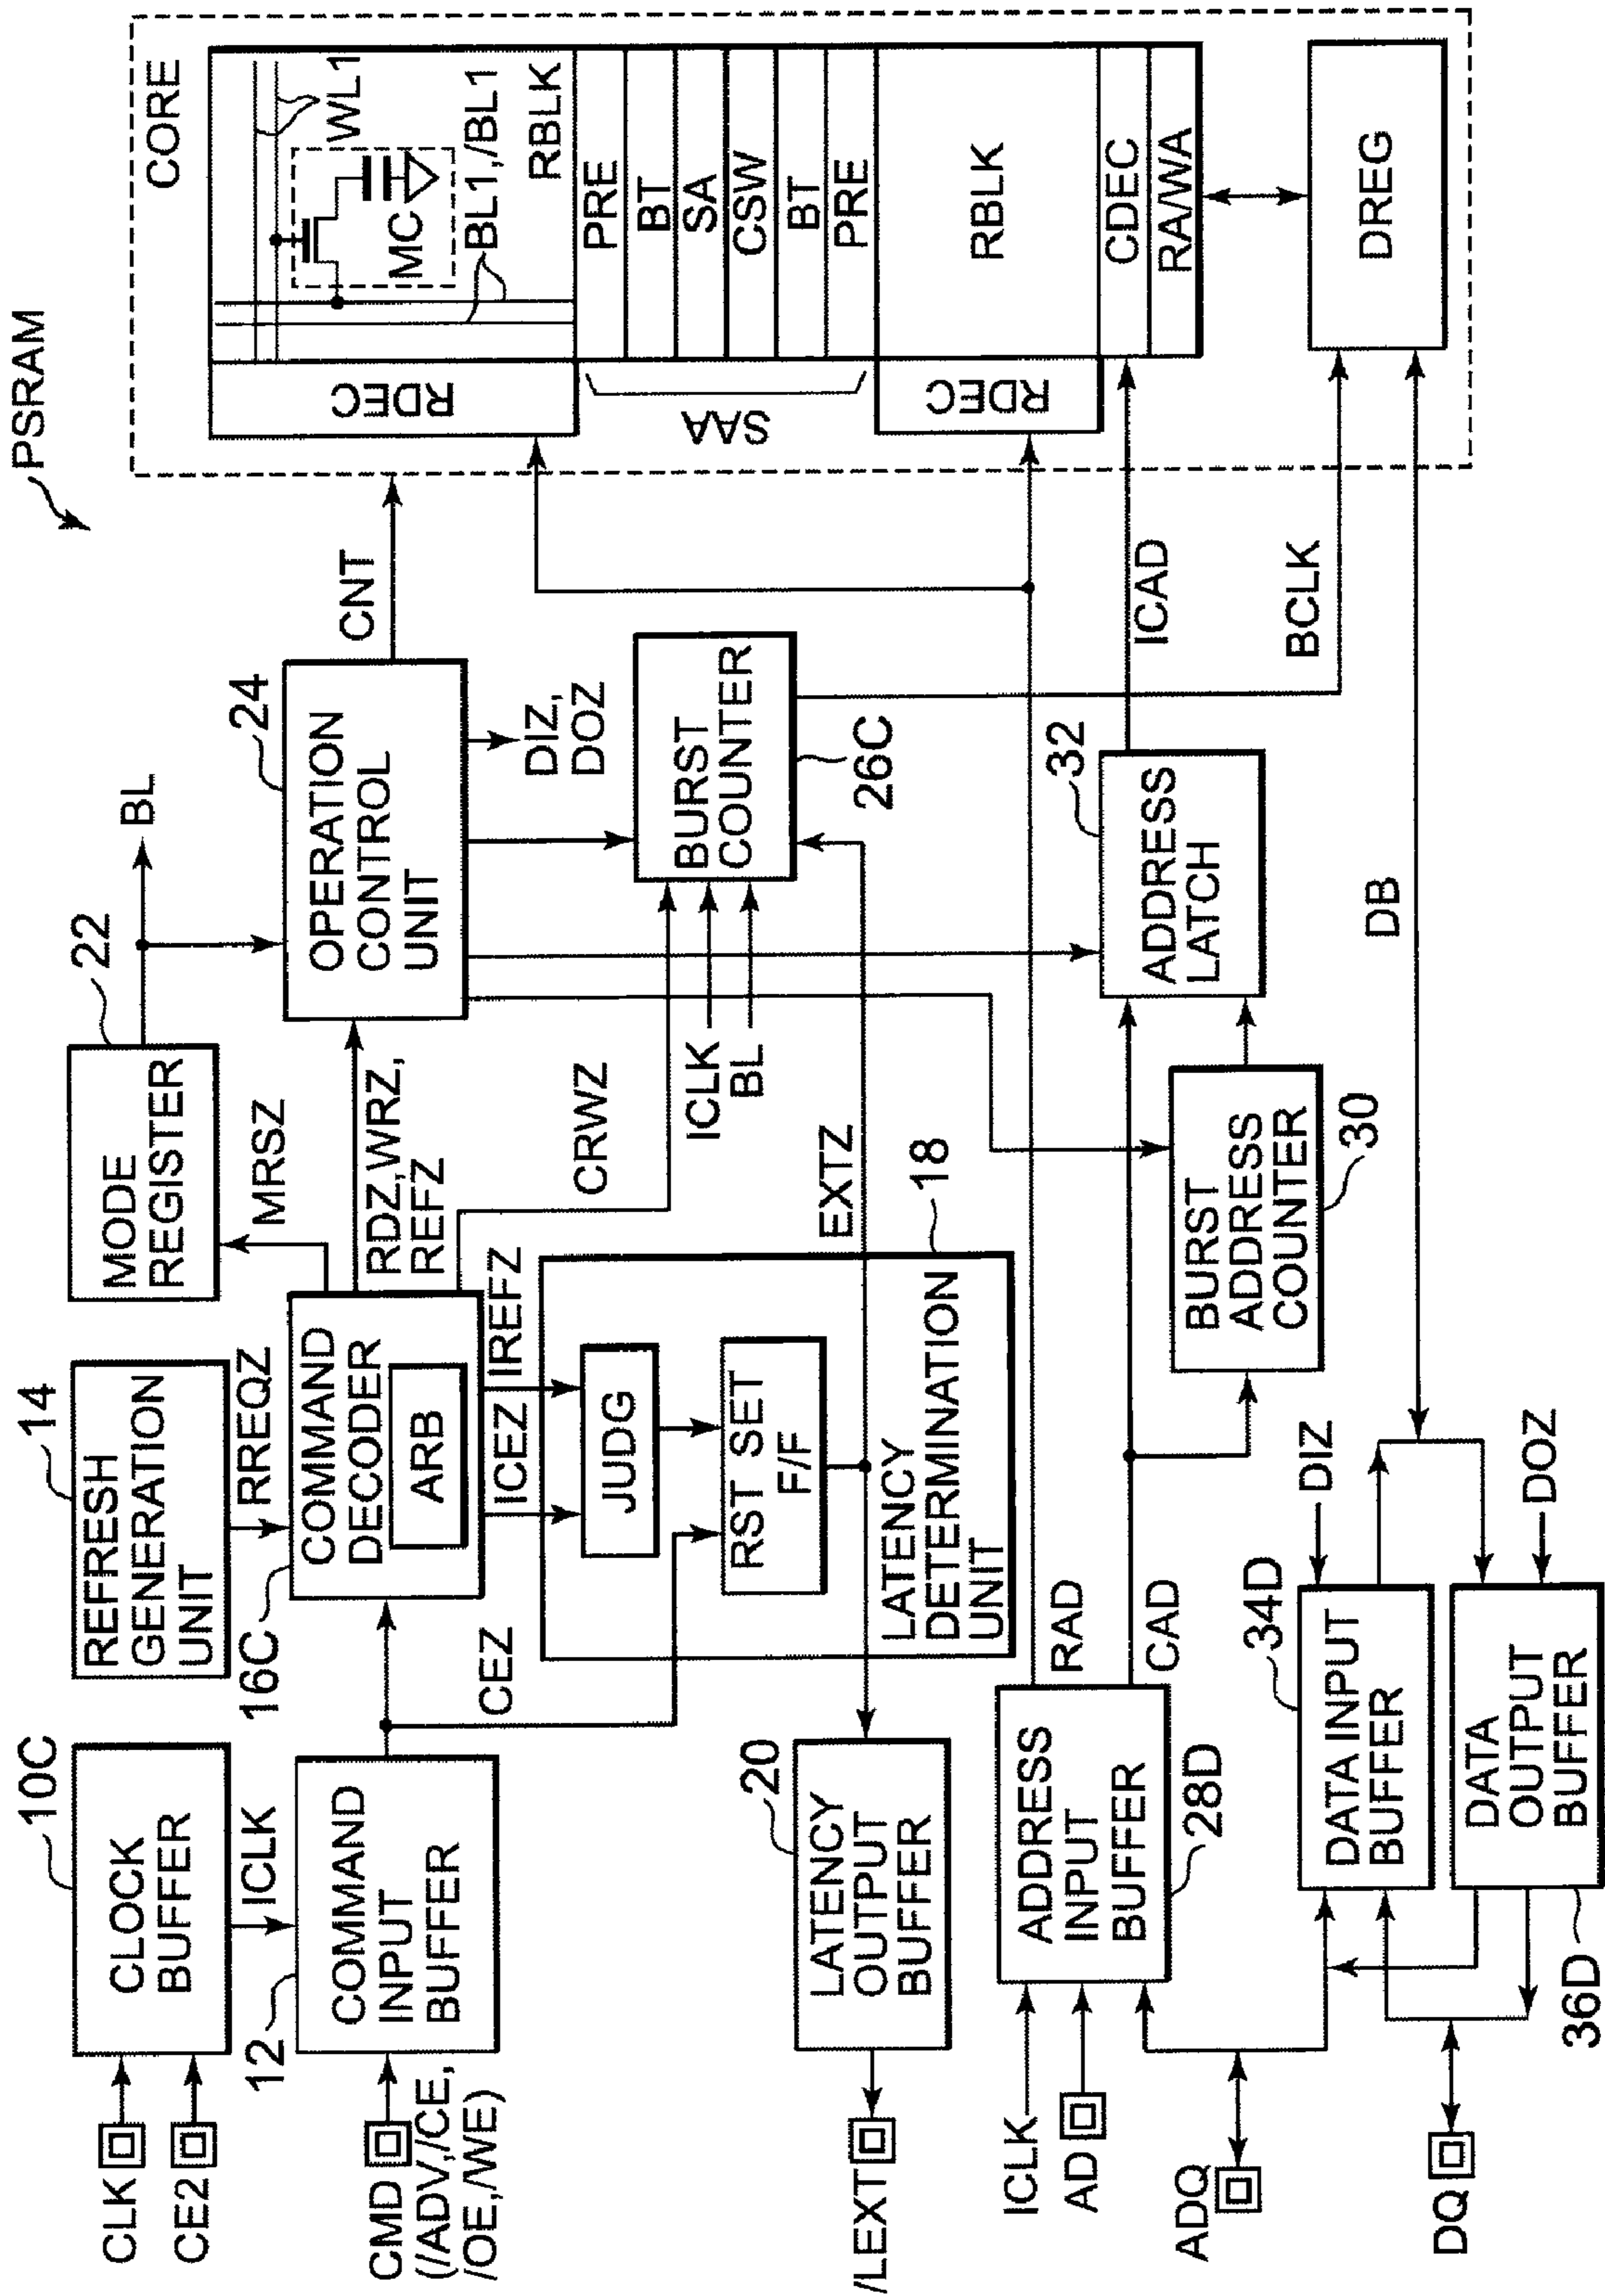 PSRAM
CLK
CE2
CLOCK
BUFFER
10C
ICLK
CMD
(/ADV,/CE,
/OE,/WE)
12
COMMAND
INPUT
BUFFER
14
REFRESH
GENERATION
UNIT
RREQZ
16C
COMMAND
DECODER
ARB
CEZ
ICEZ
IREFZ
22
MODE
REGISTER
MRSZ
BL
RDZ,WRZ,
REFZ
24
OPERATION
CONTROL
UNIT
CNT
DIZ,
DOZ
CRWZ
ICLK
BL
BURST
COUNTER
26C
EXTZ
18
JUDG
RST SET
F/F
LATENCY
DETERMINATION
UNIT
/LEXT
20
LATENCY
OUTPUT
BUFFER
ICLK
AD
ADDRESS
INPUT
BUFFER
28D
RAD
CAD
BURST
ADDRESS
COUNTER
30
32
ADDRESS
LATCH
ICAD
BCLK
DB
ADQ
DQ
34D
DATA INPUT
BUFFER
DIZ
DATA
OUTPUT
BUFFER
36D
DOZ
CORE
RDEC
WL1
MC
BL1,/BL1
RBLK
SAA
PRE
BT
SA
CSW
BT
PRE
RDEC
RBLK
CDEC
RA/WA
DREG